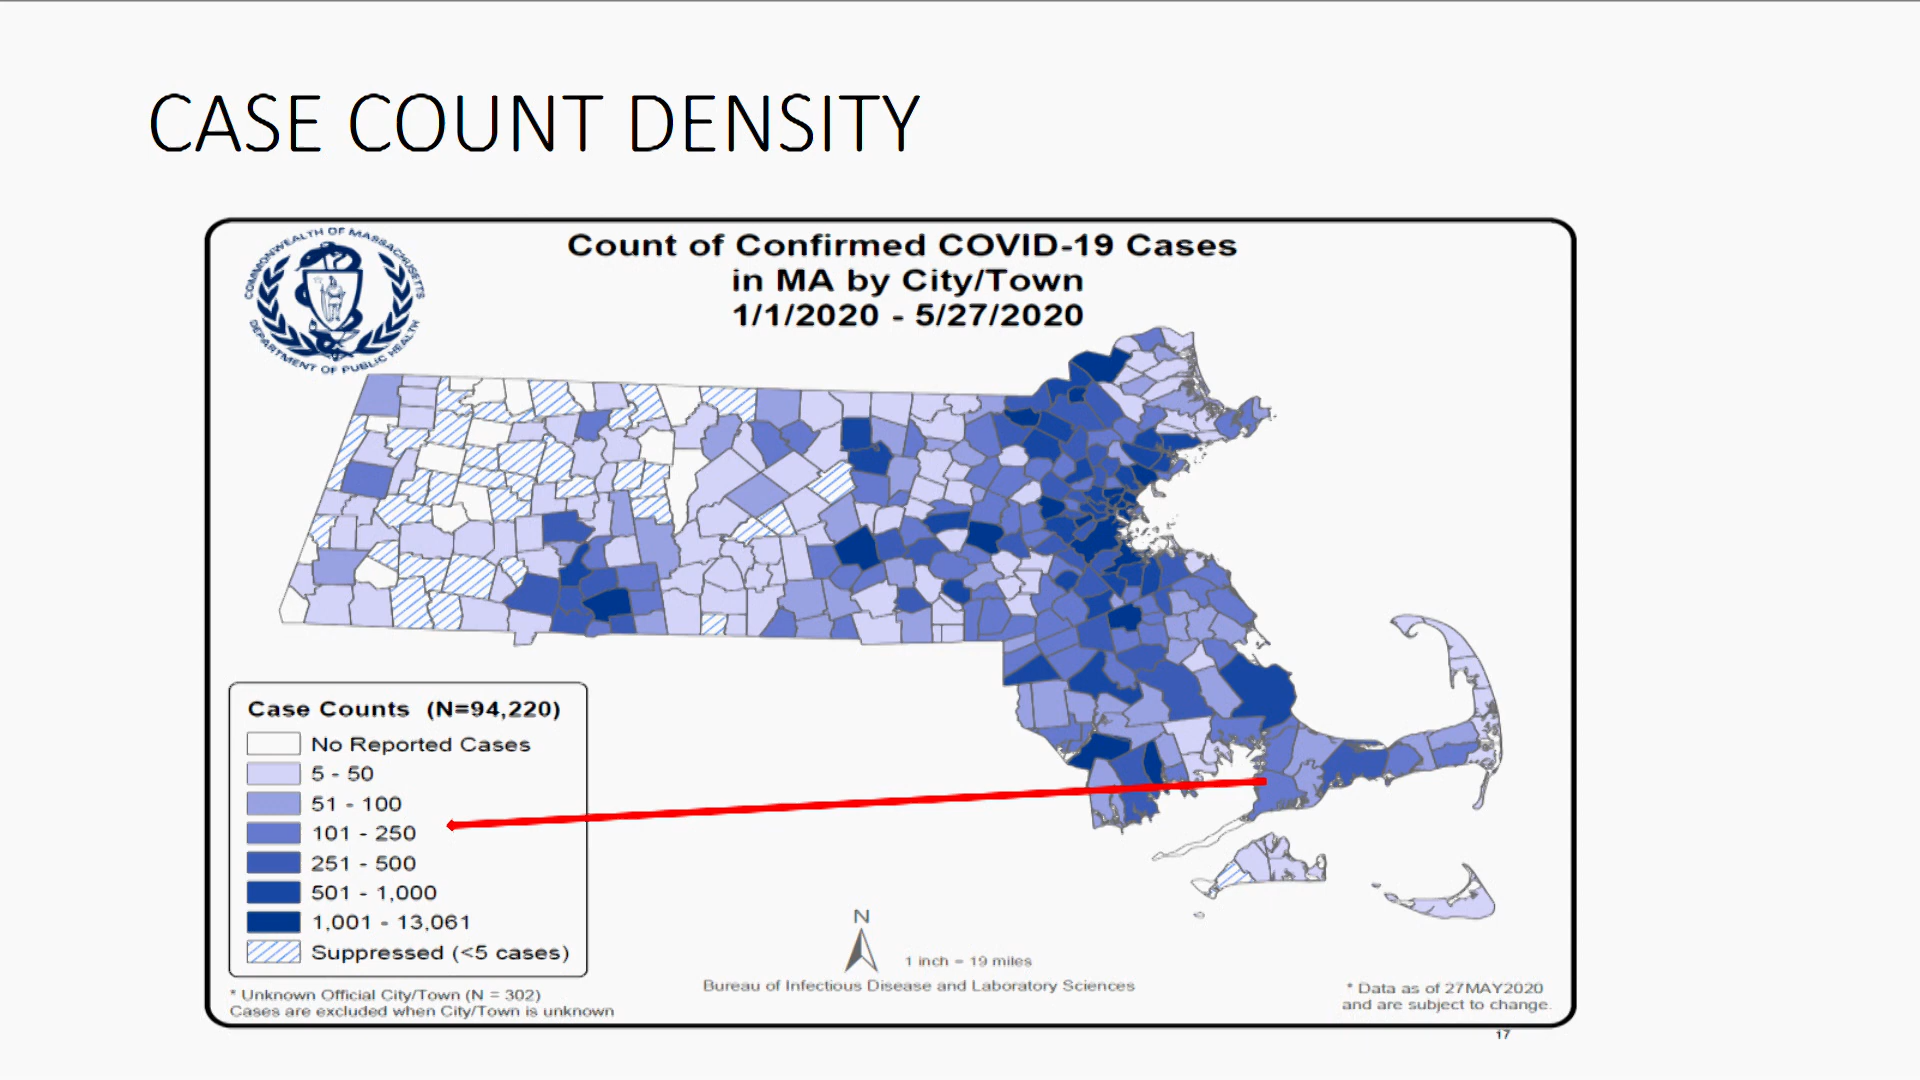 CASE COUNT DENSITY
COMMONWEALTH OF MASSACHUSETTS
DEPARTMENT OF PUBLIC HEALTH
Count of Confirmed COVID-19 Cases
in MA by City/Town
1/1/2020 - 5/27/2020
Case Counts (N=94,220)
No Reported Cases
5 - 50
51 - 100
101 - 250
251 - 500
501 - 1,000
1,001 - 13,061
Suppressed (<5 cases)
* Unknown Official City/Town (N = 302)
Cases are excluded when City/Town is unknown
N
1 inch = 19 miles
Bureau of Infectious Disease and Laboratory Sciences
* Data as of 27MAY2020
and are subject to change.
17